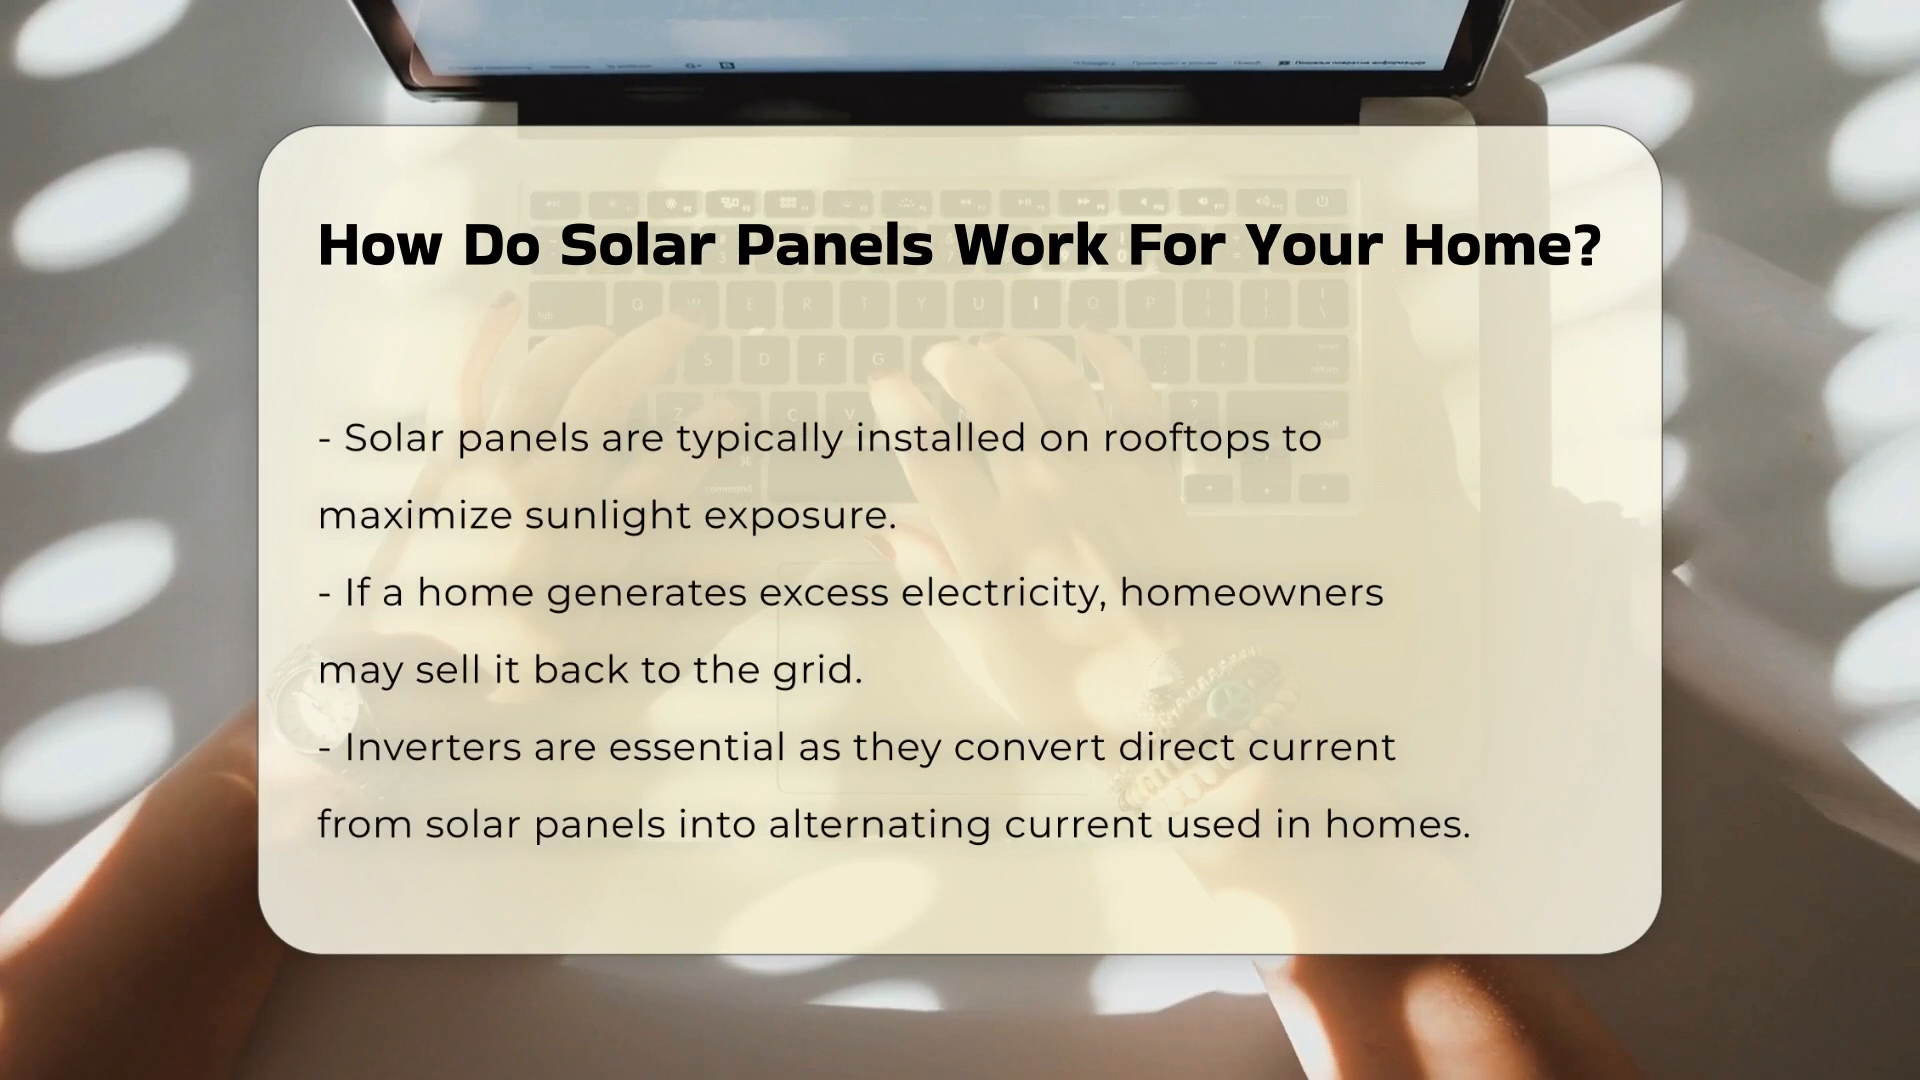 How Do Solar Panels Work For Your Home?
- Solar panels are typically installed on rooftops to
maximize sunlight exposure.
- If a home generates excess electricity, homeowners
may sell it back to the grid.
- Inverters are essential as they convert direct current
from solar panels into alternating current used in homes.